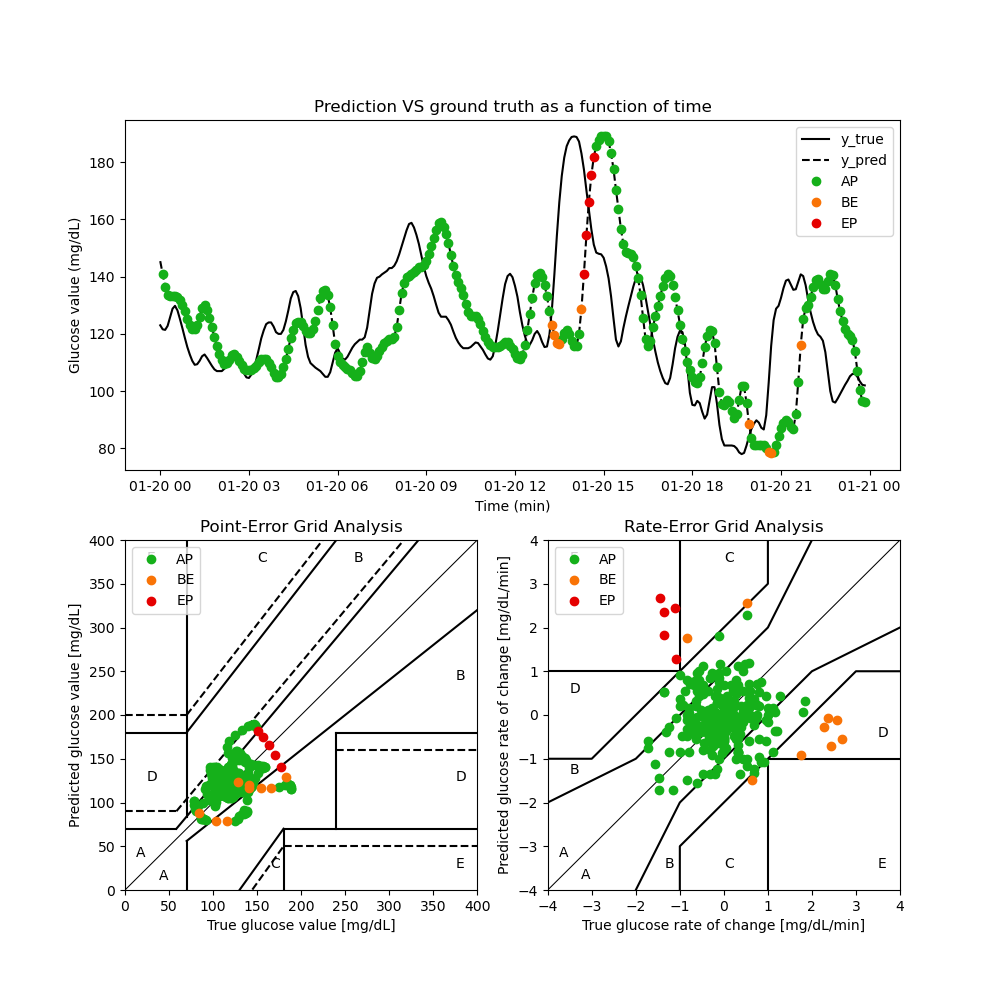 Prediction VS ground truth as a function of time
Glucose value (mg/dL)
180
160
140
120
100
80
y_true
y_pred
AP
BE
EP
01-20 00 01-20 03 01-20 06 01-20 09 01-20 12 01-20 15 01-20 18 01-20 21 01-21 00
Time (min)
Point-Error Grid Analysis
Predicted glucose value [mg/dL]
400
350
300
250
200
150
100
50
0
AP
BE
EP
C
B
B
D
D
A
A
C
E
0 50 100 150 200 250 300 350 400
True glucose value [mg/dL]
Rate-Error Grid Analysis
Predicted glucose rate of change [mg/dL/min]
4
3
2
1
0
−1
−2
−3
−4
AP
BE
EP
C
D
D
B
A
A
B
C
E
−4 −3 −2 −1 0 1 2 3 4
True glucose rate of change [mg/dL/min]